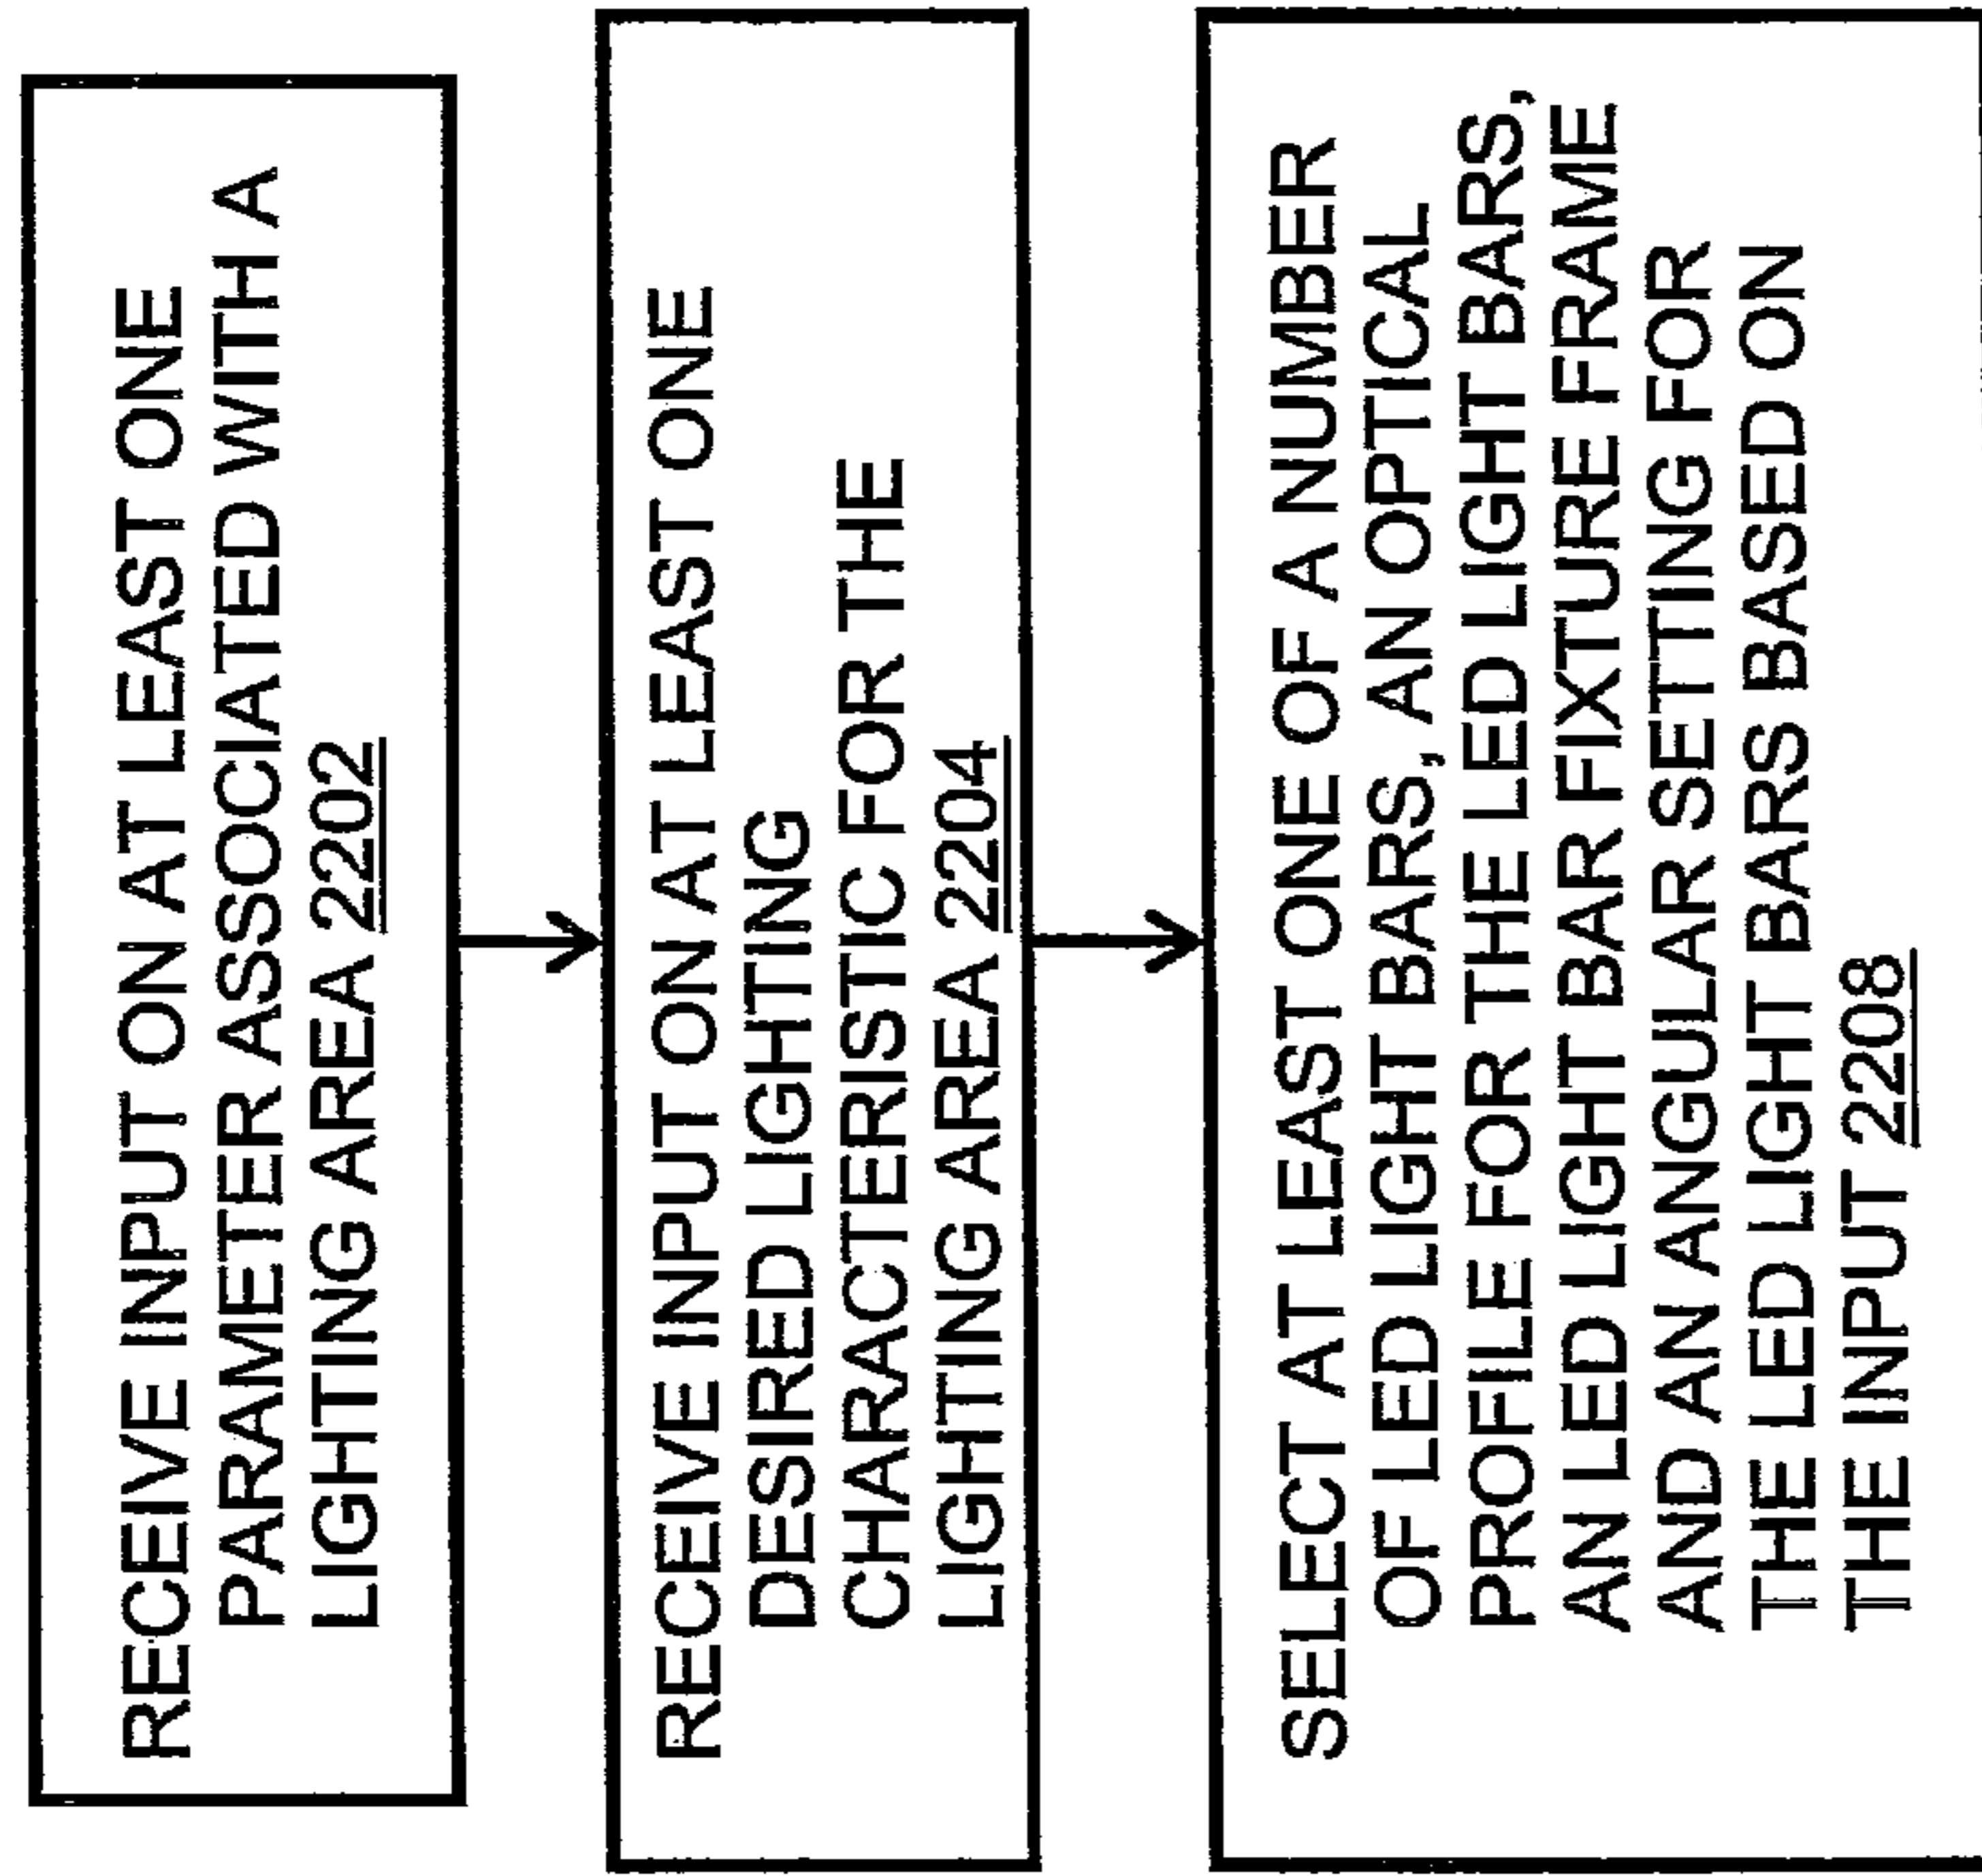 RECEIVE INPUT ON AT LEAST ONE
PARAMETER ASSOCIATED WITH A
LIGHTING AREA 2202
RECEIVE INPUT ON AT LEAST ONE
DESIRED LIGHTING
CHARACTERISTIC FOR THE
LIGHTING AREA 2204
SELECT AT LEAST ONE OF A NUMBER
OF LED LIGHT BARS, AN OPTICAL
PROFILE FOR THE LED LIGHT BARS,
AN LED LIGHT BAR FIXTURE FRAME
AND AN ANGULAR SETTING FOR
THE LED LIGHT BARS BASED ON
THE INPUT 2208